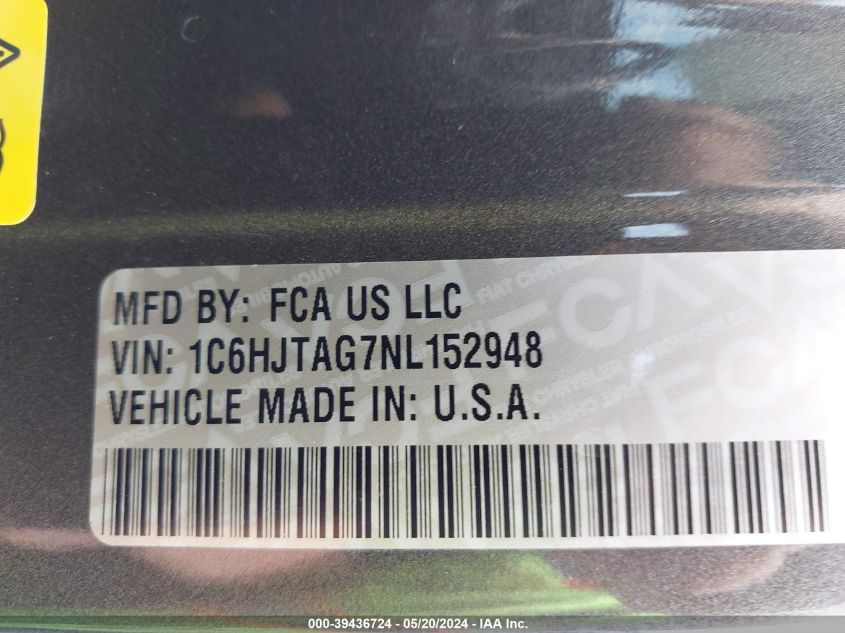 MFD BY: FCA US LLC
VIN: 1C6HJTAG7NL152948
VEHICLE MADE IN: U.S.A.
000-39436724 - 05/20/2024 - IAA Inc.